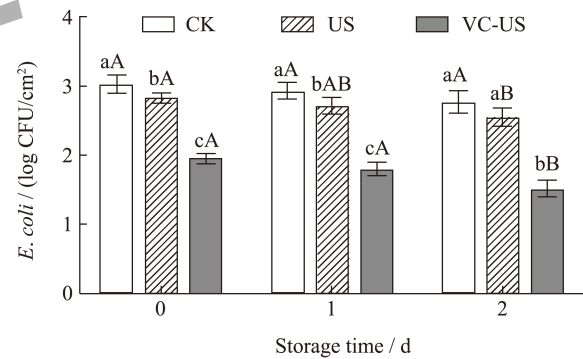 4
CK
US
VC-US
3
2
1
0
E. coli / (log CFU/cm²)
aA
bA
cA
aA
bAB
cA
aA
aB
bB
0
1
2
Storage time / d